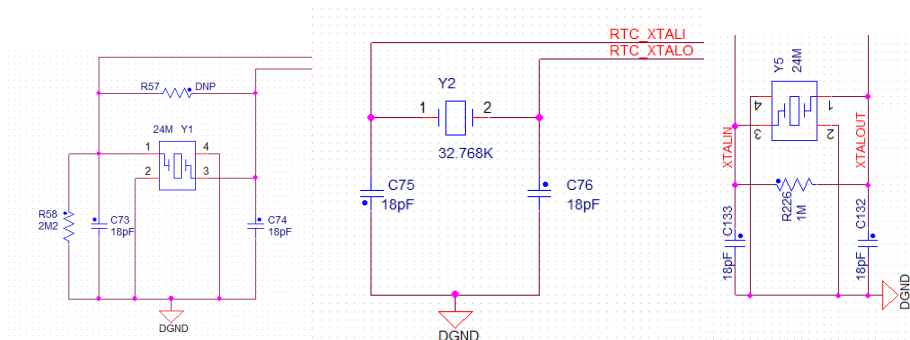 R57 DNP
24M Y1
1 4
2 3
R58
2M2
C73
18pF
C74
18pF
DGND
RTC_XTALI
RTC_XTALO
Y2
1 2
32.768K
C75
18pF
C76
18pF
DGND
Y5
24M
4 1
3 2
XTALIN
XTALOUT
R226
1M
C133
18pF
C132
18pF
DGND